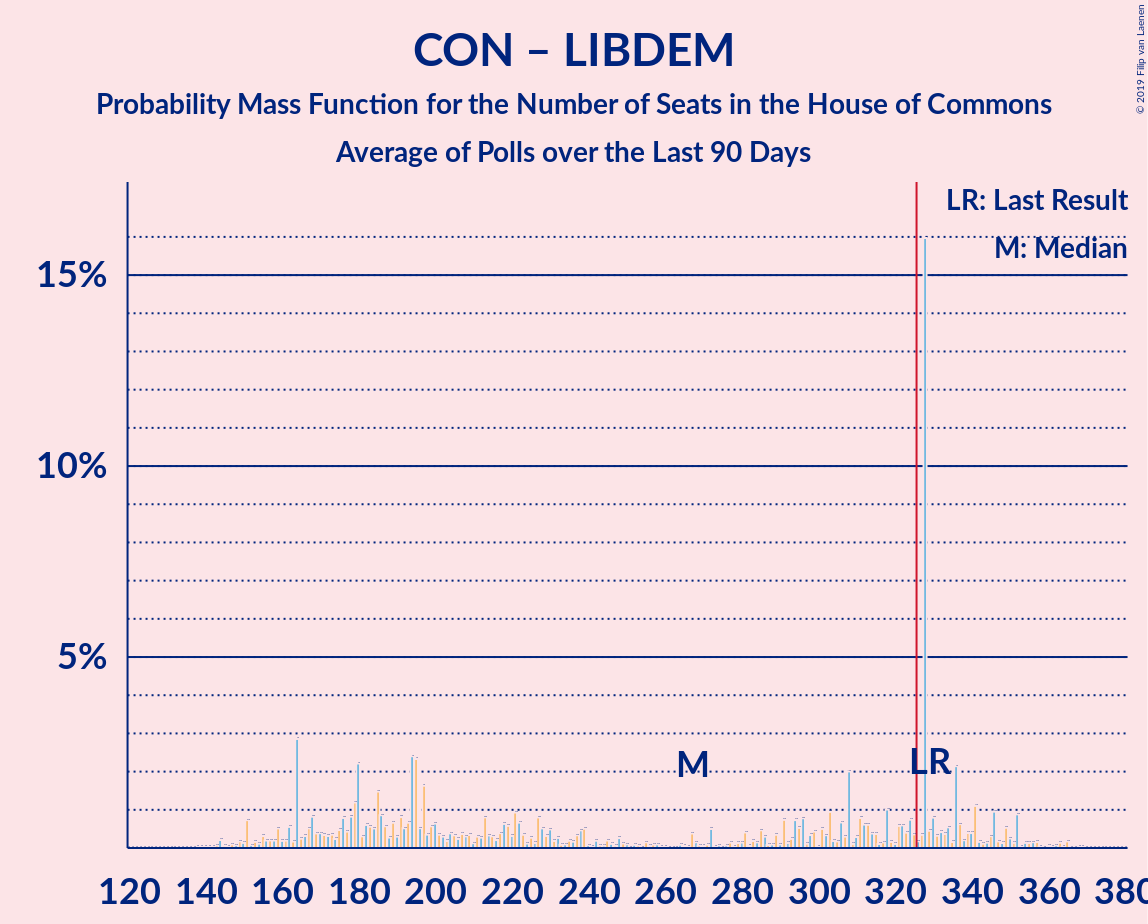 © 2019 Filip van Laenen
CON – LIBDEM
Probability Mass Function for the Number of Seats in the House of Commons
Average of Polls over the Last 90 Days
LR: Last Result
M: Median
15%
10%
5%
M
LR
120 140 160 180 200 220 240 260 280 300 320 340 360 380